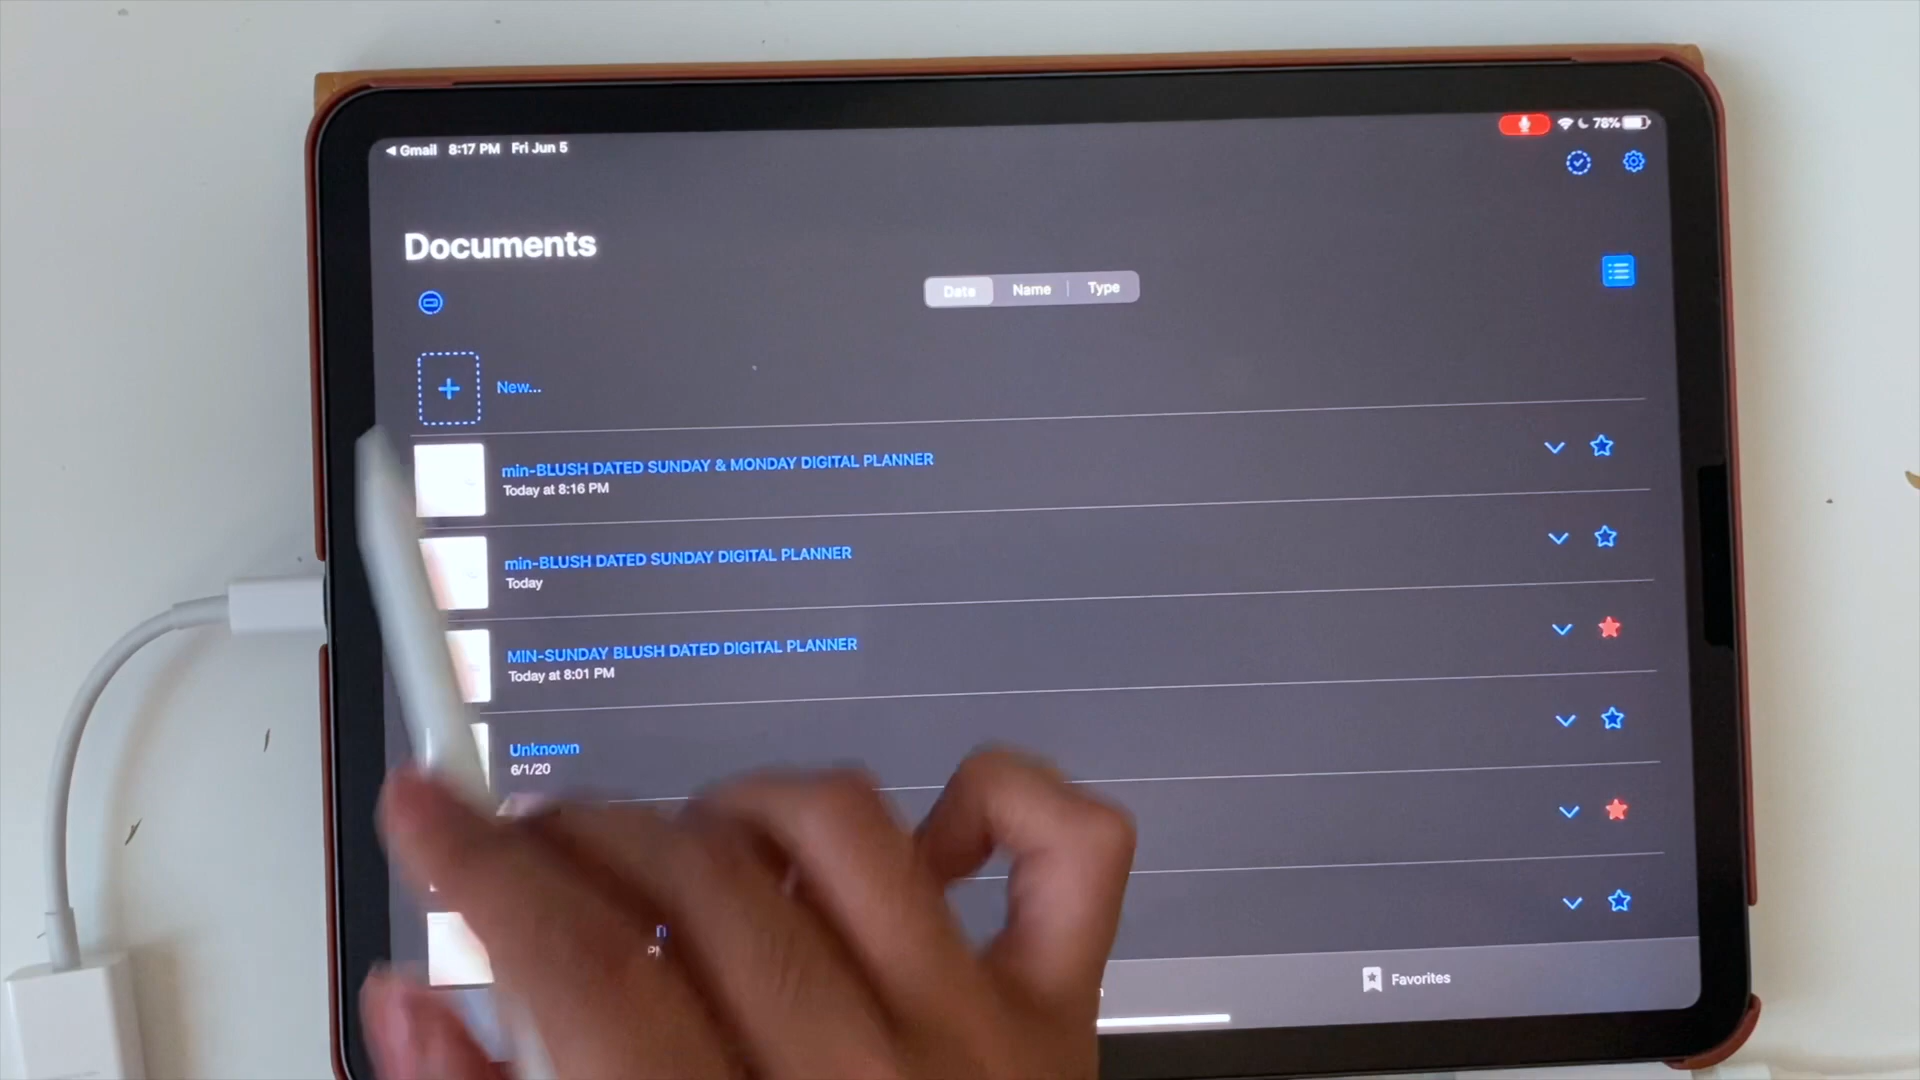 Gmail 8:17 PM Fri Jun 5
78%
Documents
Date Name Type
New...
min-BLUSH DATED SUNDAY & MONDAY DIGITAL PLANNER
Today at 8:16 PM
min-BLUSH DATED SUNDAY DIGITAL PLANNER
Today
MIN-SUNDAY BLUSH DATED DIGITAL PLANNER
Today at 8:01 PM
Unknown
6/1/20
Favorites